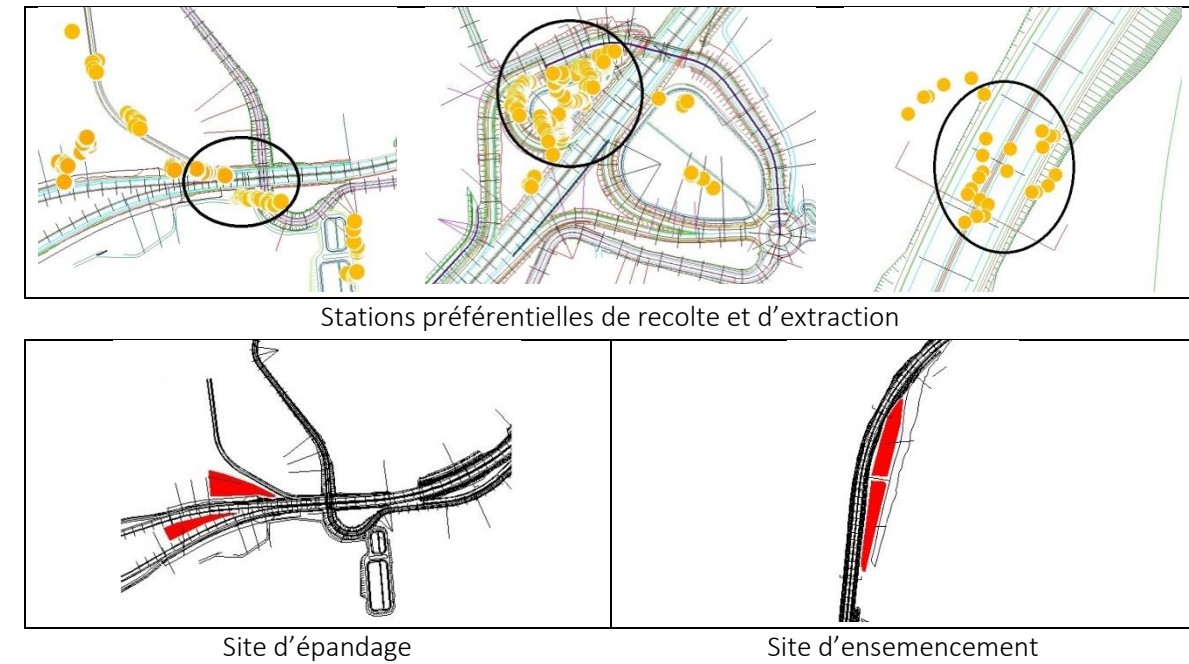 Stations préférentielles de recolte et d'extraction
Site d'épandage
Site d'ensemencement